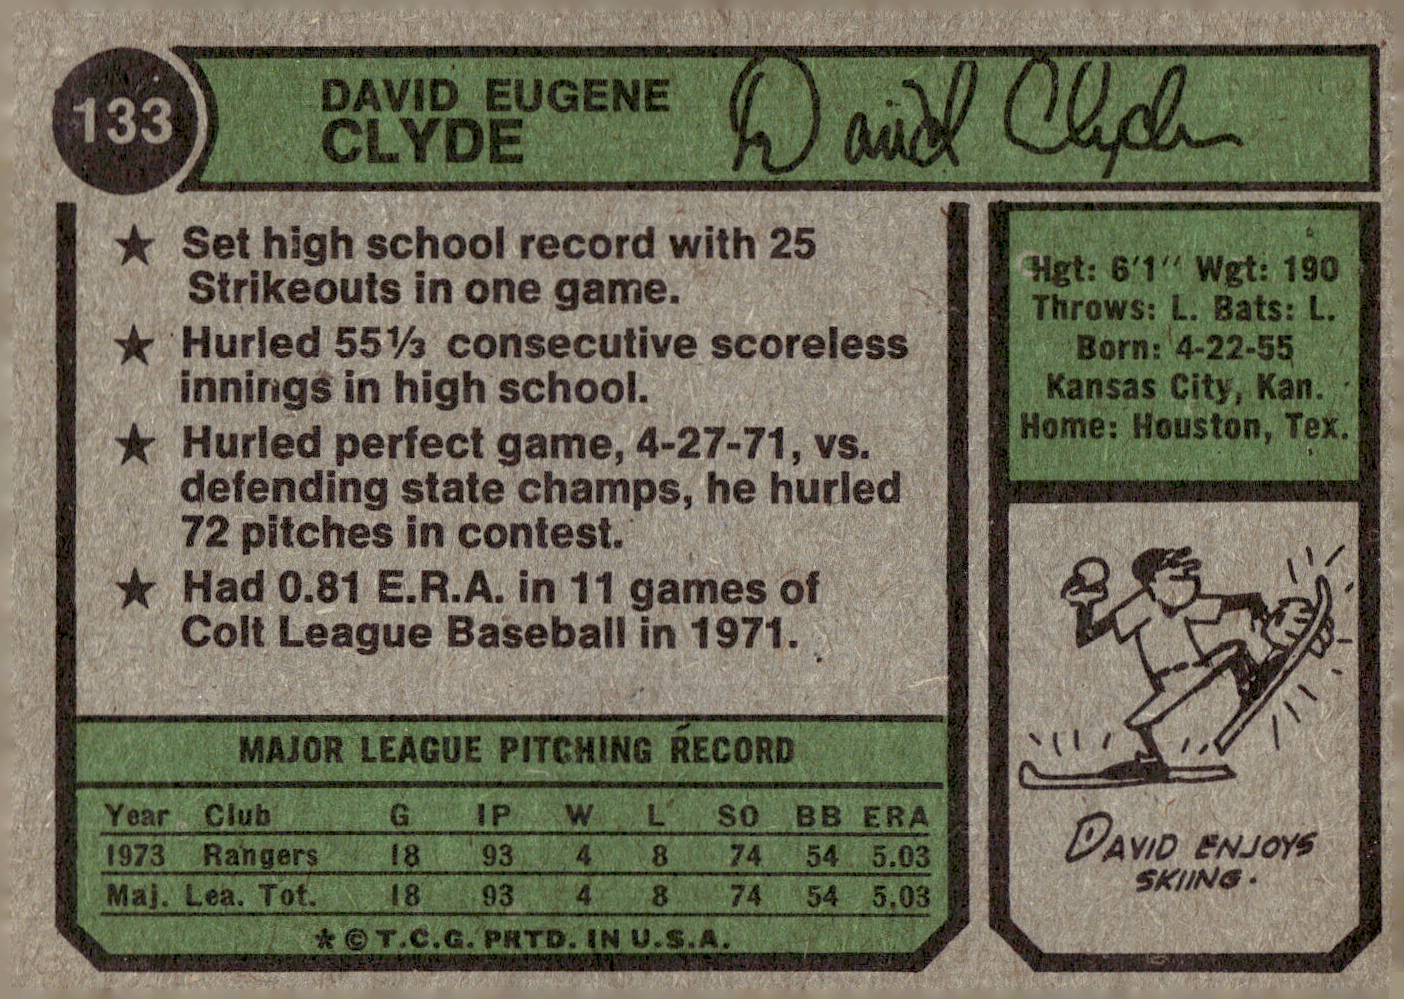 133
DAVID EUGENE
CLYDE
David Clyde
★ Set high school record with 25
Strikeouts in one game.
★ Hurled 55⅓ consecutive scoreless
innings in high school.
★ Hurled perfect game, 4-27-71, vs.
defending state champs, he hurled
72 pitches in contest.
★ Had 0.81 E.R.A. in 11 games of
Colt League Baseball in 1971.
MAJOR LEAGUE PITCHING RECORD
Year Club G IP W L SO BB ERA
1973 Rangers 18 93 4 8 74 54 5.03
Maj. Lea. Tot. 18 93 4 8 74 54 5.03
* © T.C.G. PRTD. IN U.S.A.
Hgt: 6'1" Wgt: 190
Throws: L. Bats: L.
Born: 4-22-55
Kansas City, Kan.
Home: Houston, Tex.
DAVID ENJOYS
SKIING.